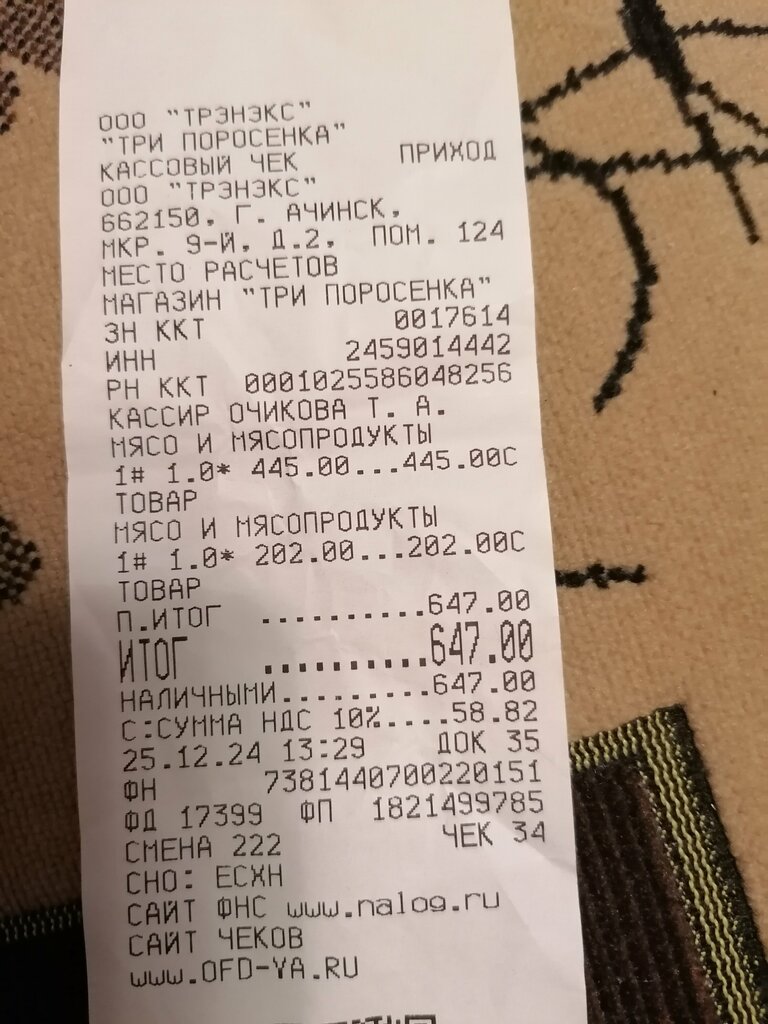 ООО "ТРЭНЭКС"
"ТРИ ПОРОСЕНКА"
КАССОВЫЙ ЧЕК ПРИХОД
ООО "ТРЭНЭКС"
662150, Г. АЧИНСК,
МКР. 9-Й, Д.2, ПОМ. 124
МЕСТО РАСЧЕТОВ
МАГАЗИН "ТРИ ПОРОСЕНКА"
ЗН ККТ 0017614
ИНН 2459014442
РН ККТ 0001025586048256
КАССИР ОЧИКОВА Т. А.
МЯСО И МЯСОПРОДУКТЫ
1# 1.0* 445.00...445.00С
ТОВАР
МЯСО И МЯСОПРОДУКТЫ
1# 1.0* 202.00...202.00С
ТОВАР
П.ИТОГ ..........647.00
ИТОГ ..........647.00
НАЛИЧНЫМИ.........647.00
С:СУММА НДС 10%....58.82
25.12.24 13:29 ДОК 35
ФН 7381440700220151
ФД 17399 ФП 1821499785
СМЕНА 222 ЧЕК 34
СНО: ЕСХН
САЙТ ФНС www.nalog.ru
САЙТ ЧЕКОВ
www.OFD-YA.RU